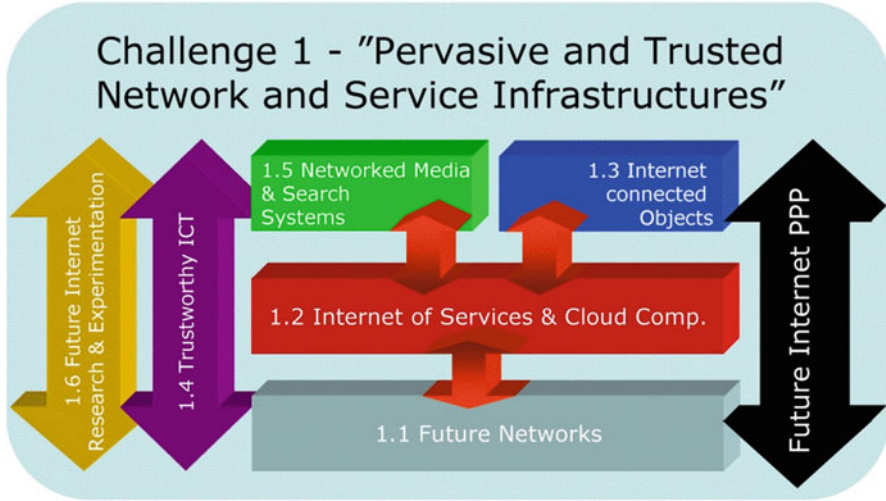 Challenge 1 - ”Pervasive and Trusted
Network and Service Infrastructures”
1.6 Future Internet
Research & Experimentation
1.4 Trustworthy ICT
1.5 Networked Media
& Search
Systems
1.3 Internet
connected
Objects
1.2 Internet of Services & Cloud Comp.
1.1 Future Networks
Future Internet PPP